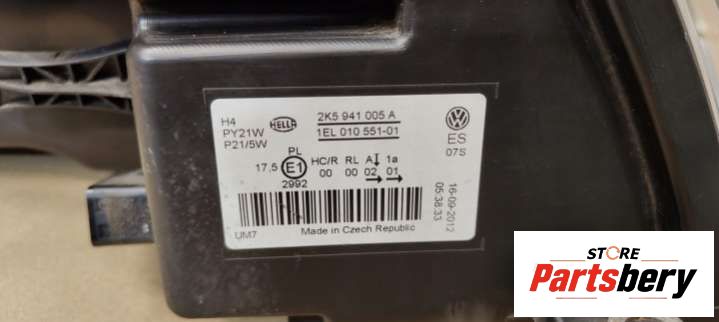 H4
PY21W
P21/5W
HELLA
2K5 941 005 A
1EL 010 551-01
ES
07S
PL
17,5 E1
2992
HC/R RL A 1a
00 00 02 01
UM7
Made in Czech Republic
16-09-2012
05:38:33
STORE
Partsbery